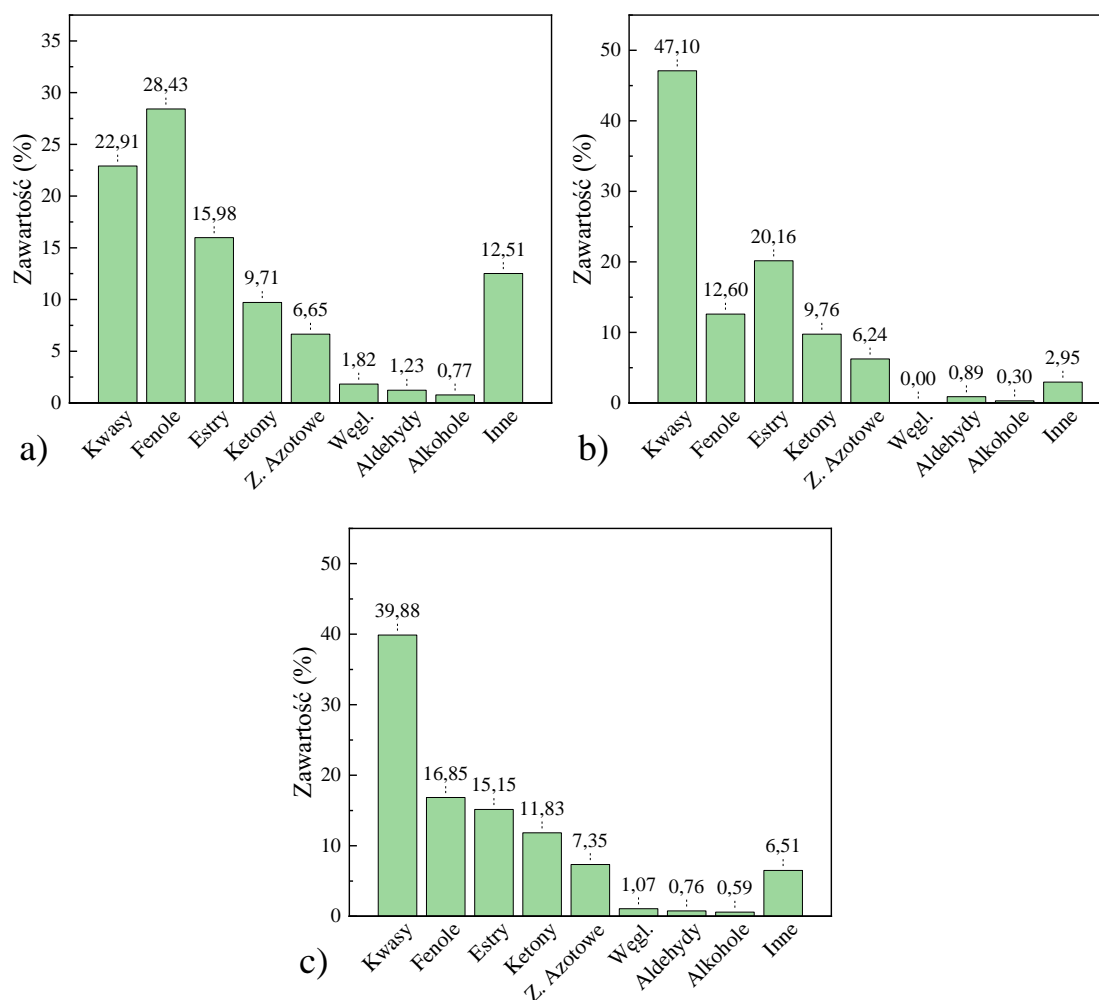 Zawartość (%)
35
30
25
20
15
10
5
0
22,91
28,43
15,98
9,71
6,65
1,82
1,23
0,77
12,51
Kwasy
Fenole
Estry
Ketony
Z. Azotowe
Węgl.
Aldehydy
Alkohole
Inne
a)
Zawartość (%)
50
40
30
20
10
0
47,10
12,60
20,16
9,76
6,24
0,00
0,89
0,30
2,95
Kwasy
Fenole
Estry
Ketony
Z. Azotowe
Węgl.
Aldehydy
Alkohole
Inne
b)
Zawartość (%)
50
40
30
20
10
0
39,88
16,85
15,15
11,83
7,35
1,07
0,76
0,59
6,51
Kwasy
Fenole
Estry
Ketony
Z. Azotowe
Węgl.
Aldehydy
Alkohole
Inne
c)